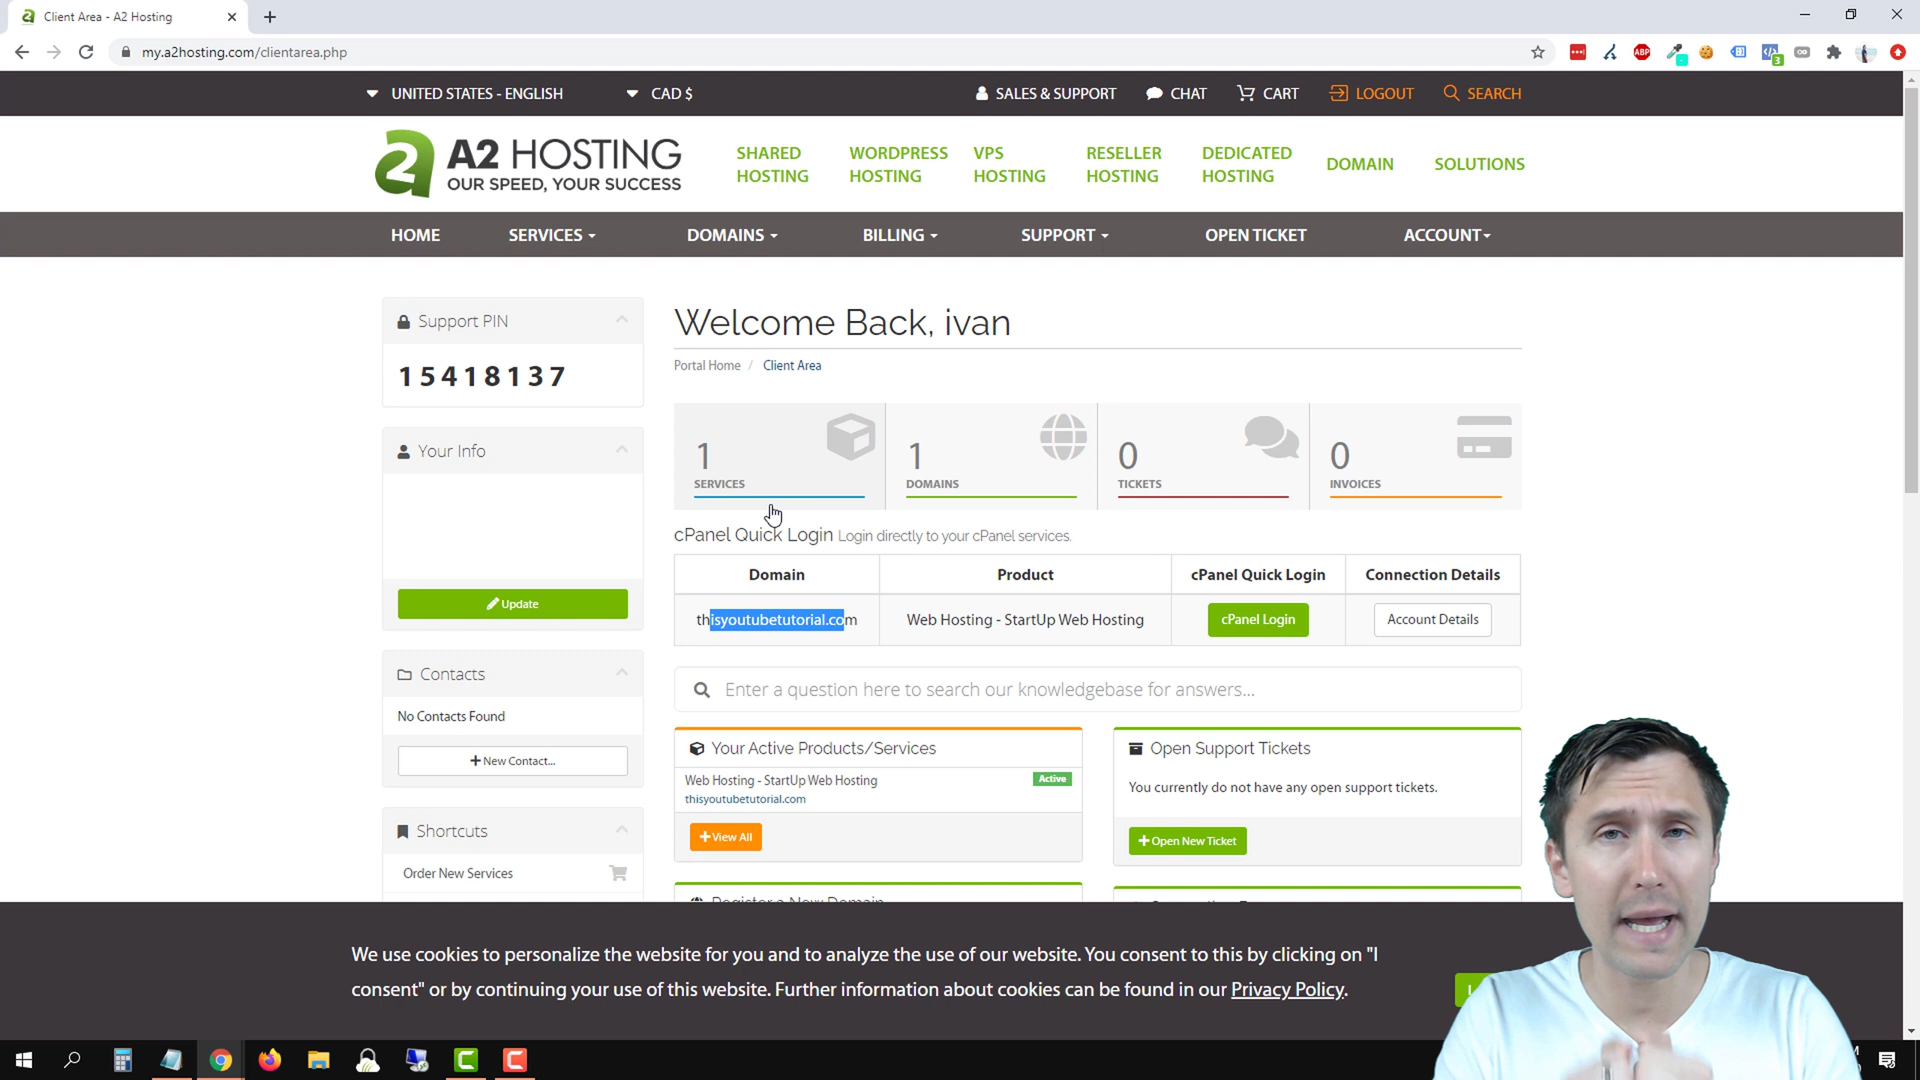 Client Area - A2 Hosting
my.a2hosting.com/clientarea.php
ABP
3
UNITED STATES - ENGLISH
CAD $
SALES & SUPPORT
CHAT
CART
LOGOUT
SEARCH
A2 HOSTING
OUR SPEED, YOUR SUCCESS
SHARED HOSTING
WORDPRESS HOSTING
VPS HOSTING
RESELLER HOSTING
DEDICATED HOSTING
DOMAIN
SOLUTIONS
HOME
SERVICES
DOMAINS
BILLING
SUPPORT
OPEN TICKET
ACCOUNT
Support PIN
15418137
Your Info
Update
Contacts
No Contacts Found
New Contact...
Shortcuts
Order New Services
Welcome Back, ivan
Portal Home / Client Area
1
SERVICES
1
DOMAINS
0
TICKETS
0
INVOICES
cPanel Quick Login Login directly to your cPanel services.
Domain
Product
cPanel Quick Login
Connection Details
thisyoutubetutorial.com
Web Hosting - StartUp Web Hosting
cPanel Login
Account Details
Enter a question here to search our knowledgebase for answers...
Your Active Products/Services
Web Hosting - StartUp Web Hosting
Active
thisyoutubetutorial.com
View All
Open Support Tickets
You currently do not have any open support tickets.
Open New Ticket
Register a New Domain
We use cookies to personalize the website for you and to analyze the use of our website. You consent to this by clicking on "I
consent" or by continuing your use of this website. Further information about cookies can be found in our Privacy Policy.